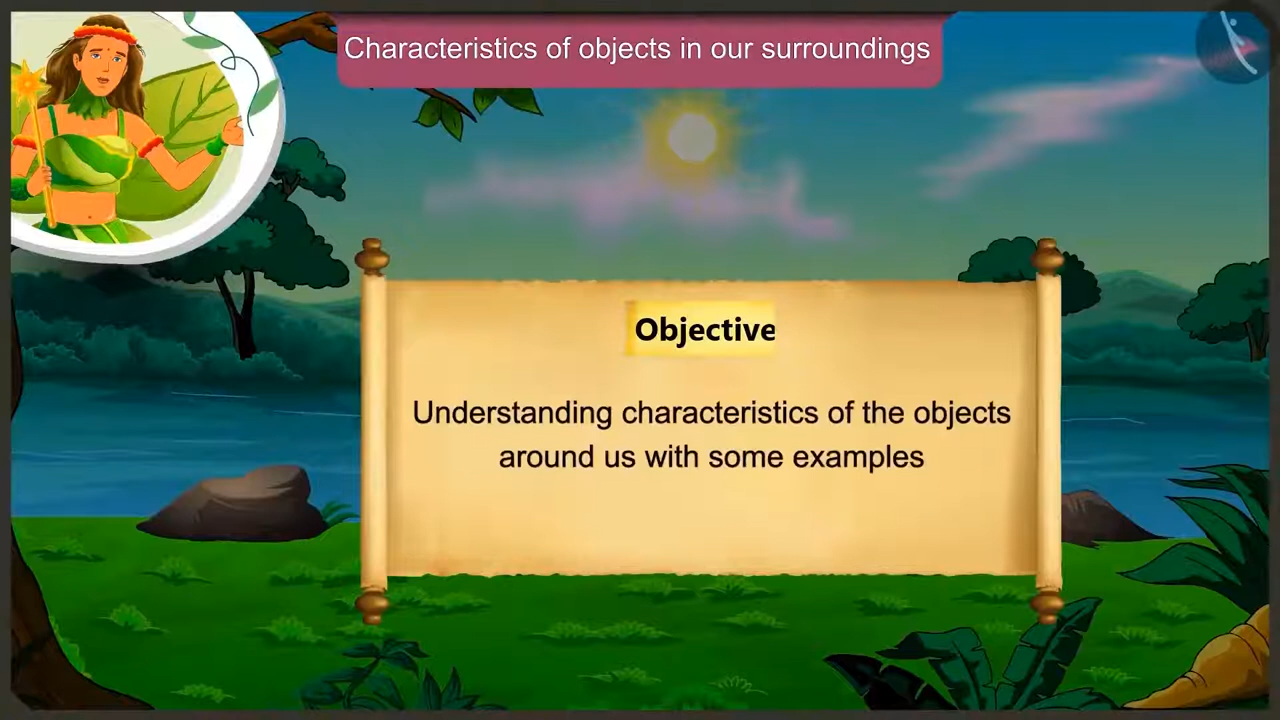 Characteristics of objects in our surroundings
Objective
Understanding characteristics of the objects
around us with some examples